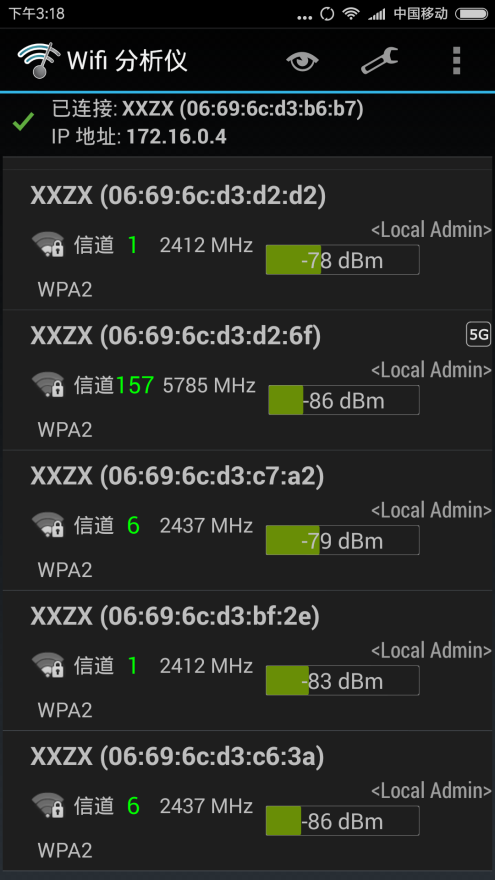 下午3:18
... 中国移动
Wifi 分析仪
已连接: XXZX (06:69:6c:d3:b6:b7)
IP 地址: 172.16.0.4
XXZX (06:69:6c:d3:d2:d2)
<Local Admin>
信道 1 2412 MHz -78 dBm
WPA2
XXZX (06:69:6c:d3:d2:6f) 5G
<Local Admin>
信道157 5785 MHz -86 dBm
WPA2
XXZX (06:69:6c:d3:c7:a2)
<Local Admin>
信道 6 2437 MHz -79 dBm
WPA2
XXZX (06:69:6c:d3:bf:2e)
<Local Admin>
信道 1 2412 MHz -83 dBm
WPA2
XXZX (06:69:6c:d3:c6:3a)
<Local Admin>
信道 6 2437 MHz -86 dBm
WPA2